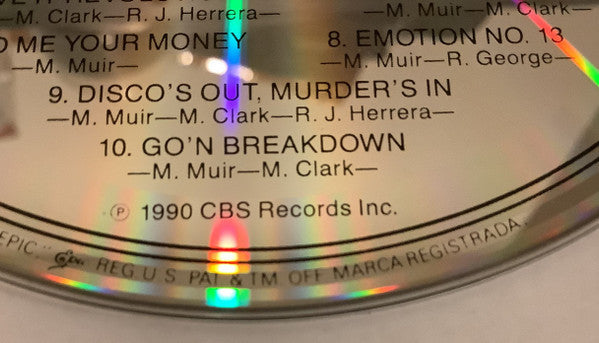 —M. Clark—R. J. Herrera—
—M. Muir—M. Clark—
ME YOUR MONEY
8. EMOTION NO. 13
—M. Muir—
—M. Muir—R. George—
9. DISCO'S OUT, MURDER'S IN
—M. Muir—M. Clark—R. J. Herrera—
10. GO'N BREAKDOWN
—M. Muir—M. Clark—
℗ 1990 CBS Records Inc.
EPIC," REG. U.S. PAT & TM OFF MARCA REGISTRADA.